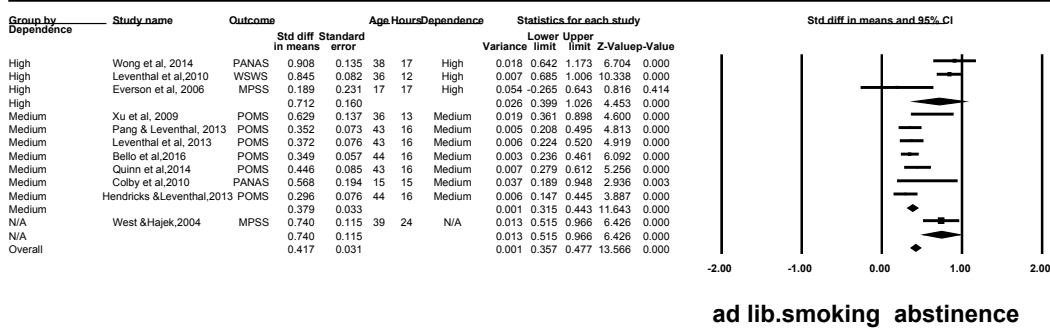 Group by Dependence Study name Outcome Age Hours Dependence Statistics for each study Std diff in means and 95% CI
Std diff in means Standard error Variance Lower limit Upper limit Z-Value p-Value
High Wong et al, 2014 PANAS 0.908 0.135 38 17 High 0.018 0.642 1.173 6.704 0.000
High Leventhal et al,2010 WSWS 0.845 0.082 36 12 High 0.007 0.685 1.006 10.338 0.000
High Everson et al, 2006 MPSS 0.189 0.231 17 17 High 0.054 -0.265 0.643 0.816 0.414
High 0.712 0.160 0.026 0.399 1.026 4.453 0.000
Medium Xu et al, 2009 POMS 0.629 0.137 36 13 Medium 0.019 0.361 0.898 4.600 0.000
Medium Pang & Leventhal, 2013 POMS 0.352 0.073 43 16 Medium 0.005 0.208 0.495 4.813 0.000
Medium Leventhal et al, 2013 POMS 0.372 0.076 43 16 Medium 0.006 0.224 0.520 4.919 0.000
Medium Bello et al,2016 POMS 0.349 0.057 44 16 Medium 0.003 0.236 0.461 6.092 0.000
Medium Quinn et al,2014 POMS 0.446 0.085 43 16 Medium 0.007 0.279 0.612 5.256 0.000
Medium Colby et al,2010 PANAS 0.568 0.194 15 15 Medium 0.037 0.189 0.948 2.936 0.003
Medium Hendricks &Leventhal,2013 POMS 0.296 0.076 44 16 Medium 0.006 0.147 0.445 3.887 0.000
Medium 0.379 0.033 0.001 0.315 0.443 11.643 0.000
N/A West &Hajek,2004 MPSS 0.740 0.115 39 24 N/A 0.013 0.515 0.966 6.426 0.000
N/A 0.740 0.115 0.013 0.515 0.966 6.426 0.000
Overall 0.417 0.031 0.001 0.357 0.477 13.566 0.000
-2.00 -1.00 0.00 1.00 2.00
ad lib.smoking abstinence